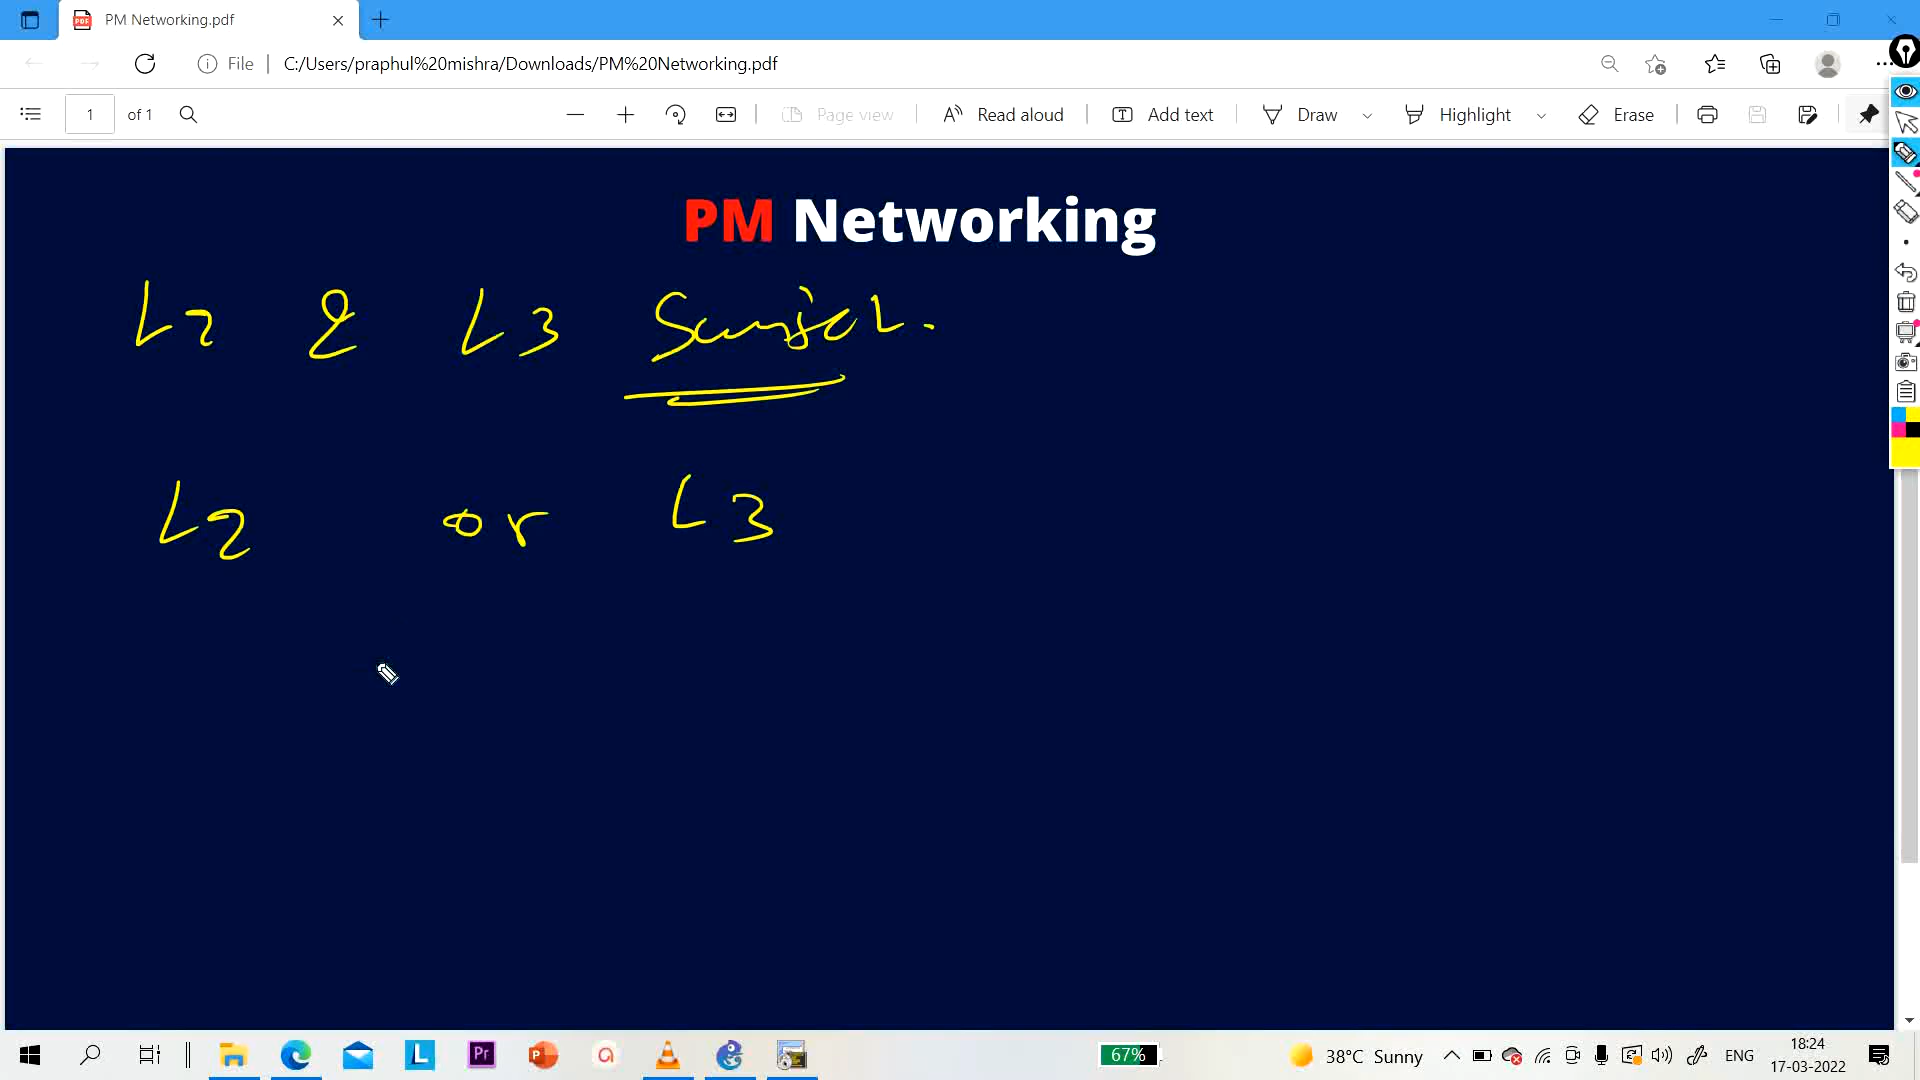 PM Networking.pdf
File C:/Users/praphul%20mishra/Downloads/PM%20Networking.pdf
1 of 1 Page view Read aloud Add text Draw Highlight Erase
PM Networking
L2 & L3 Switch.
L2 or L3
67% 38°C Sunny ENG 18:24
17-03-2022